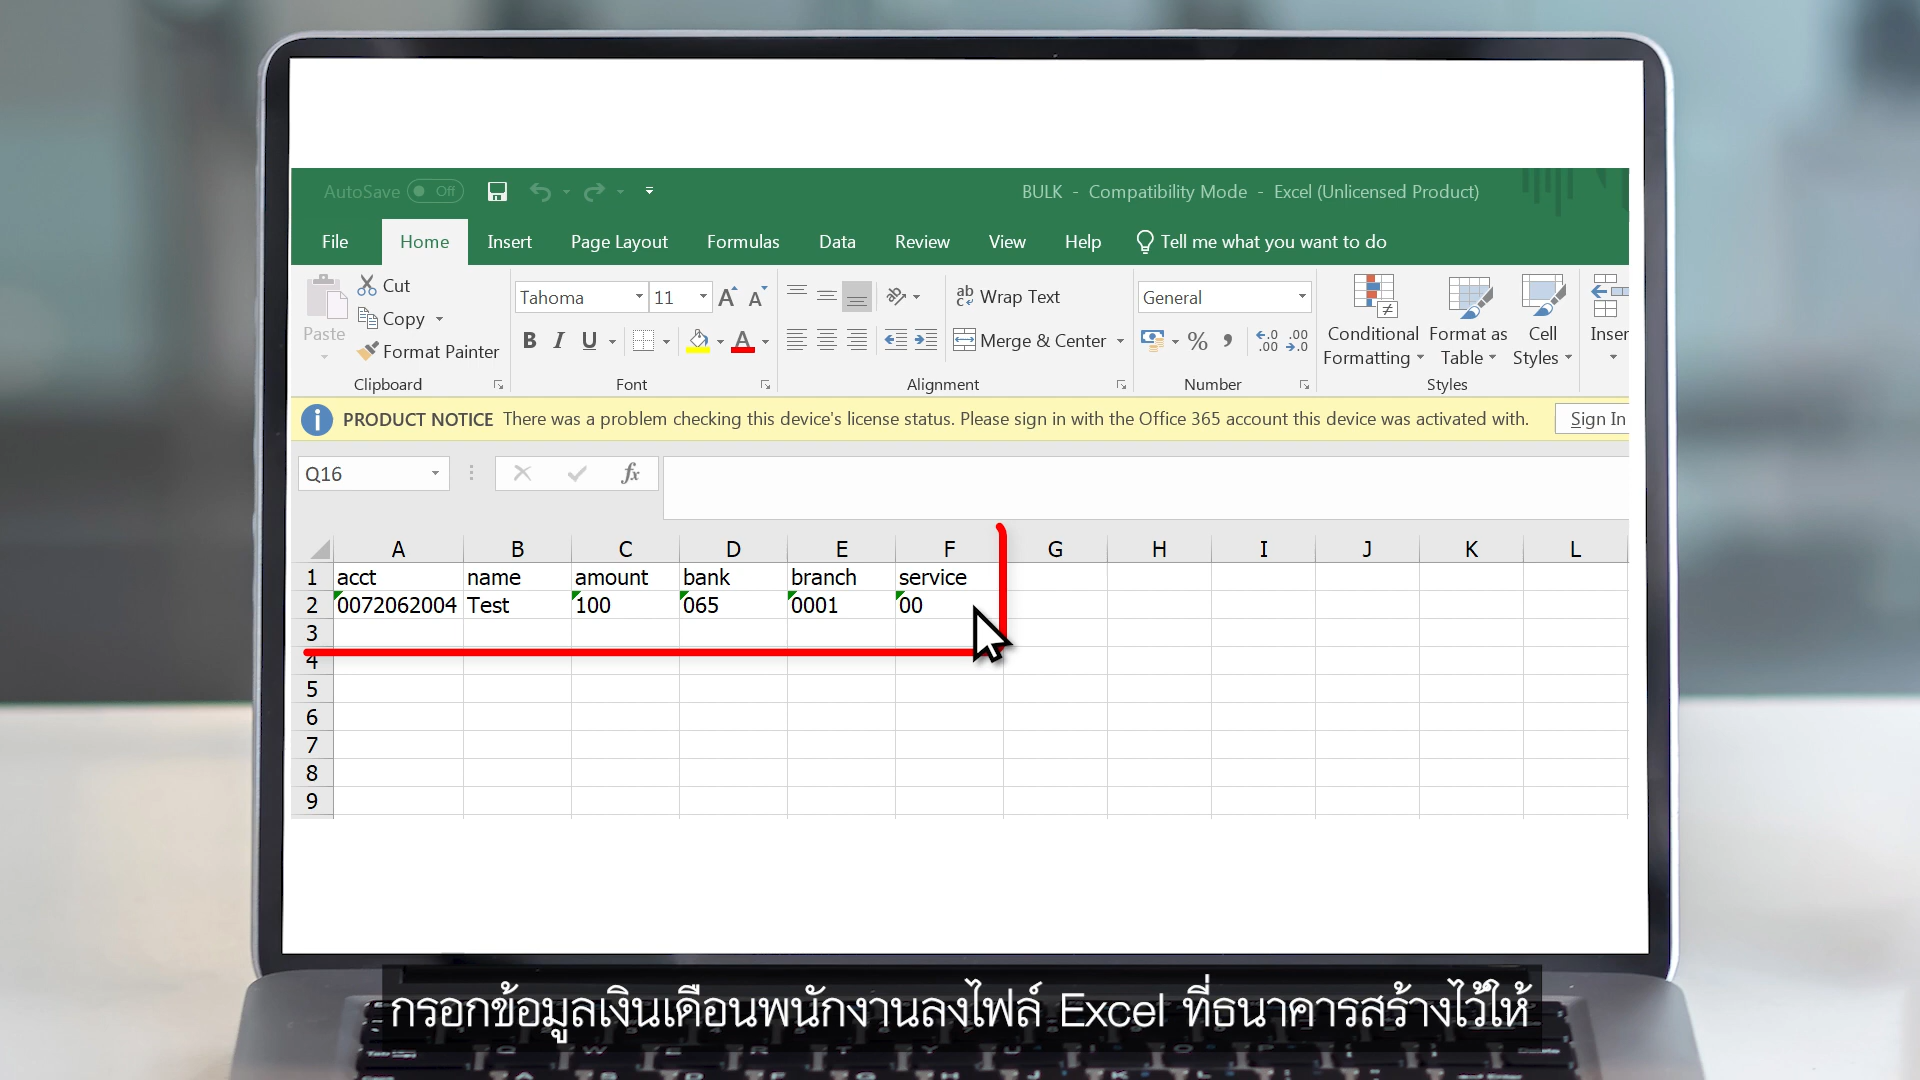 AutoSave Off
BULK - Compatibility Mode - Excel (Unlicensed Product)
File Home Insert Page Layout Formulas Data Review View Help Tell me what you want to do
Cut
Copy
Format Painter
Paste
Clipboard
Tahoma 11
B I U
Font
ab Wrap Text
Merge & Center
Alignment
General
Number
Conditional Formatting
Format as Table
Cell Styles
Styles
Inser
PRODUCT NOTICE There was a problem checking this device's license status. Please sign in with the Office 365 account this device was activated with. Sign In
Q16 fx
A B C D E F G H I J K L
1 acct name amount bank branch service
2 0072062004 Test 100 065 0001 00
3
4
5
6
7
8
9
กรอกข้อมูลเงินเดือนพนักงานลงไฟล์ Excel ที่ธนาคารสร้างไว้ให้